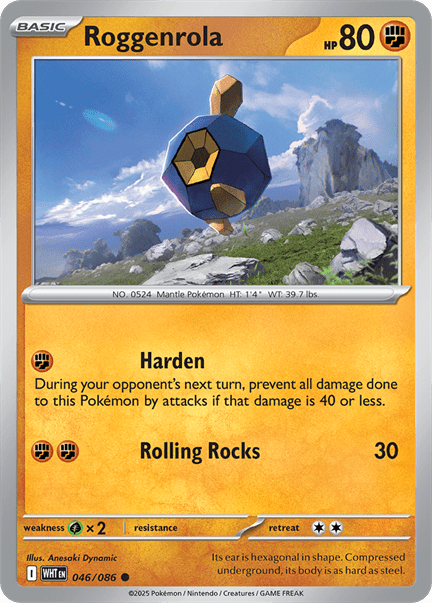 BASIC
Roggenrola
HP 80
NO. 0524 Mantle Pokémon HT: 1'4" WT: 39.7 lbs.
Harden
During your opponent's next turn, prevent all damage done
to this Pokémon by attacks if that damage is 40 or less.
Rolling Rocks 30
weakness ×2 resistance retreat
Illus. Anesaki Dynamic
Its ear is hexagonal in shape. Compressed
underground, its body is as hard as steel.
I WHT EN 046/086
©2025 Pokémon / Nintendo / Creatures / GAME FREAK